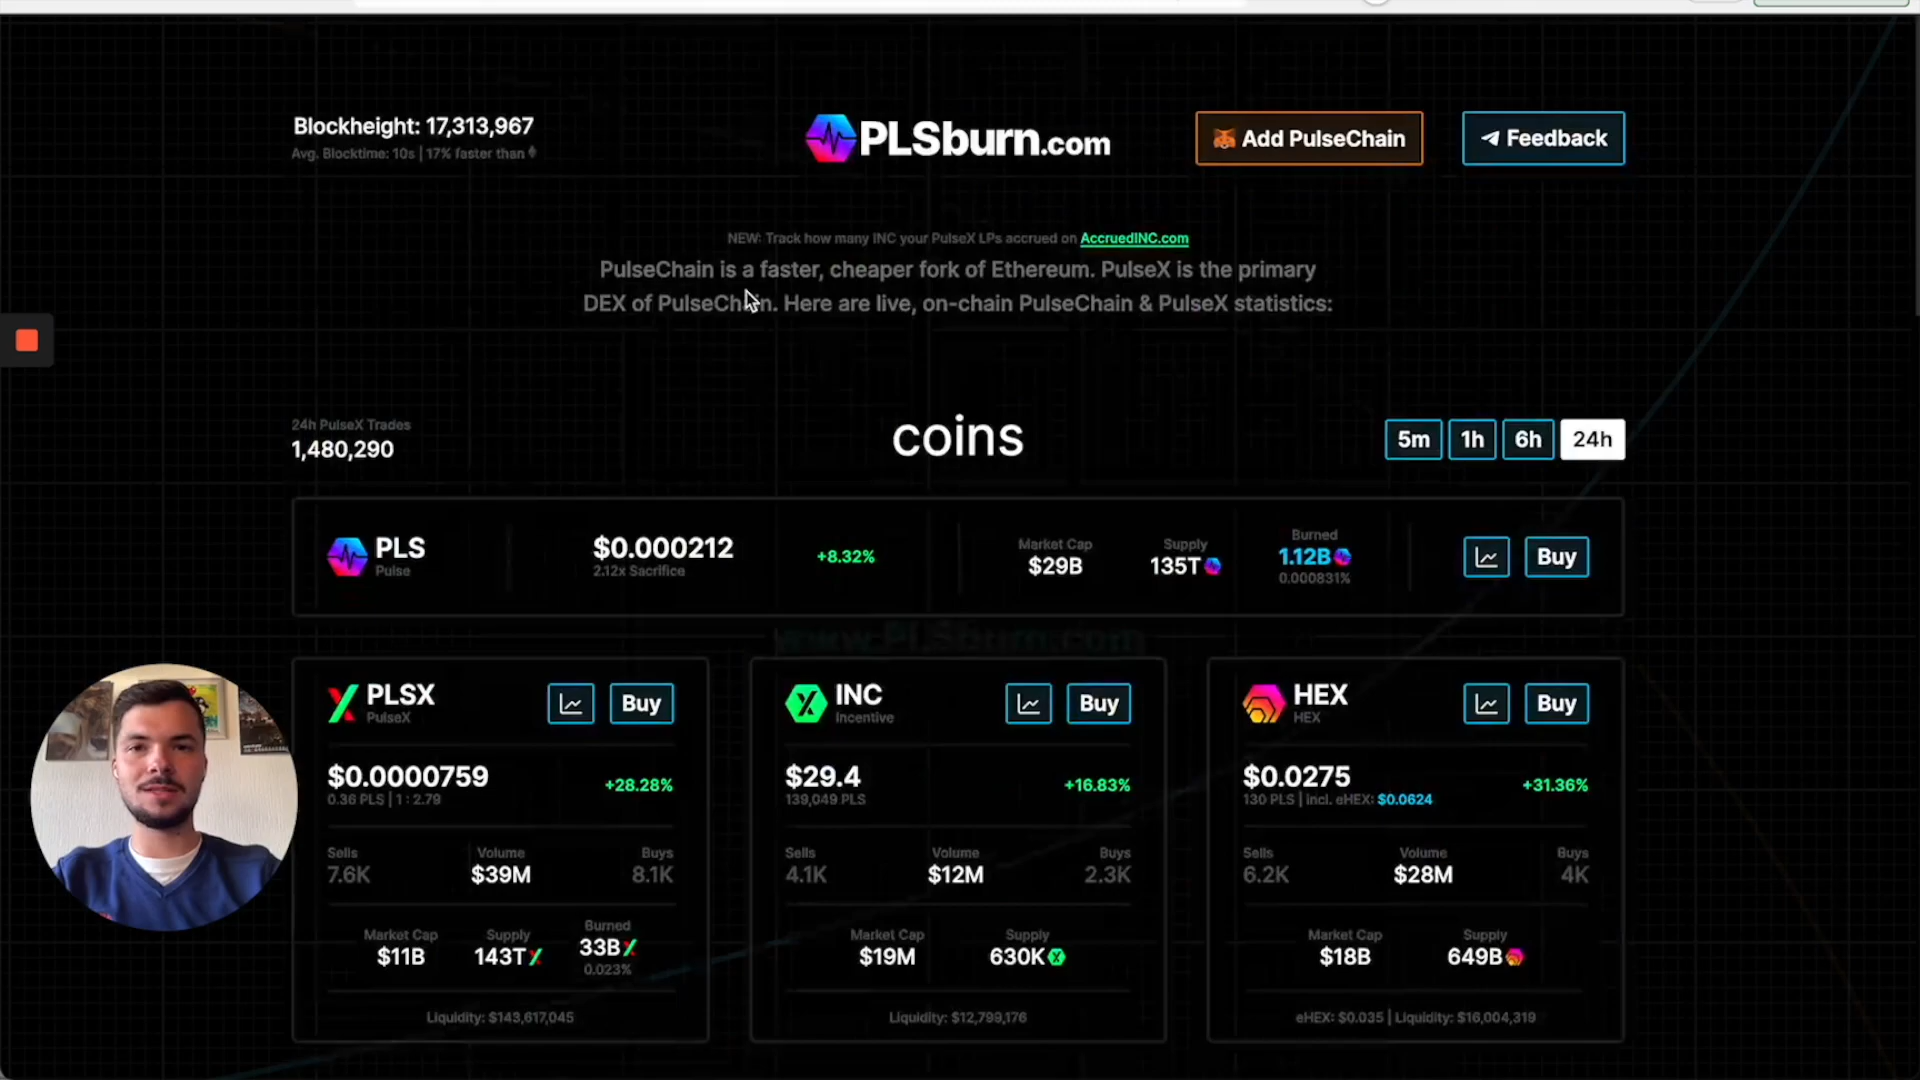 Blockheight: 17,313,967
Avg. Blocktime: 10s | 17% faster than
PLSburn.com
Add PulseChain
Feedback
NEW: Track how many INC your PulseX LPs accrued on AccruedINC.com
PulseChain is a faster, cheaper fork of Ethereum. PulseX is the primary
DEX of PulseChain. Here are live, on-chain PulseChain & PulseX statistics:
24h PulseX Trades
1,480,290
coins
5m 1h 6h 24h
PLS
Pulse
$0.000212
2.12x Sacrifice
+8.32%
Market Cap
$29B
Supply
135T
Burned
1.12B
0.000831%
Buy
www.PLSburn.com
PLSX
PulseX
Buy
$0.0000759
0.36 PLS | 1 : 2.79
+28.28%
Sells
7.6K
Volume
$39M
Buys
8.1K
Market Cap
$11B
Supply
143T
Burned
33B
0.023%
Liquidity: $143,617,045
INC
Incentive
Buy
$29.4
139,049 PLS
+16.83%
Sells
4.1K
Volume
$12M
Buys
2.3K
Market Cap
$19M
Supply
630K
Liquidity: $12,799,176
HEX
HEX
Buy
$0.0275
130 PLS | incl. eHEX: $0.0624
+31.36%
Sells
6.2K
Volume
$28M
Buys
4K
Market Cap
$18B
Supply
649B
eHEX: $0.035 | Liquidity: $16,004,319